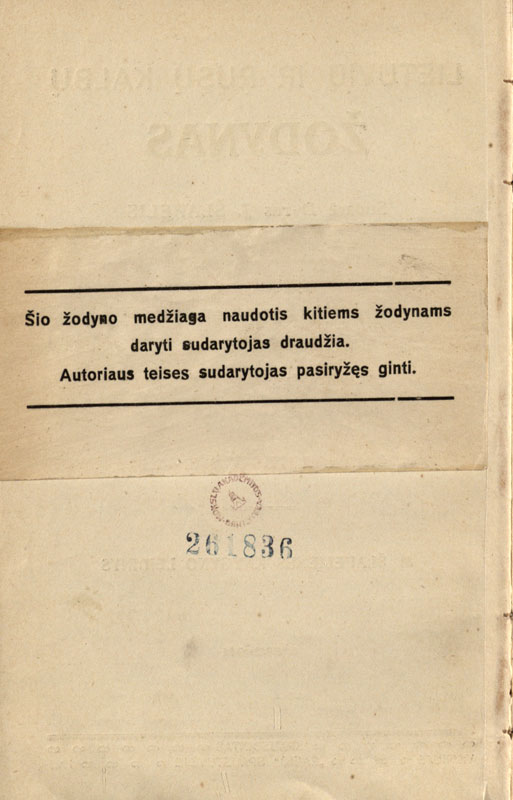 Šio žodyno medžiaga naudotis kitiems žodynams
daryti sudarytojas draudžia.
Autoriaus teises sudarytojas pasiryžęs ginti.
261836